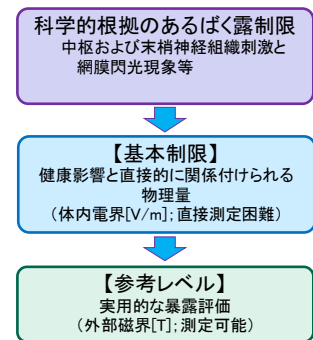 科学的根拠のあるばく露制限
中枢および末梢神経組織刺激と
網膜閃光現象等
【基本制限】
健康影響と直接的に関係付けられる
物理量
（体内電界[V/m]；直接測定困難）
【参考レベル】
実用的な暴露評価
（外部磁界[T]；測定可能）